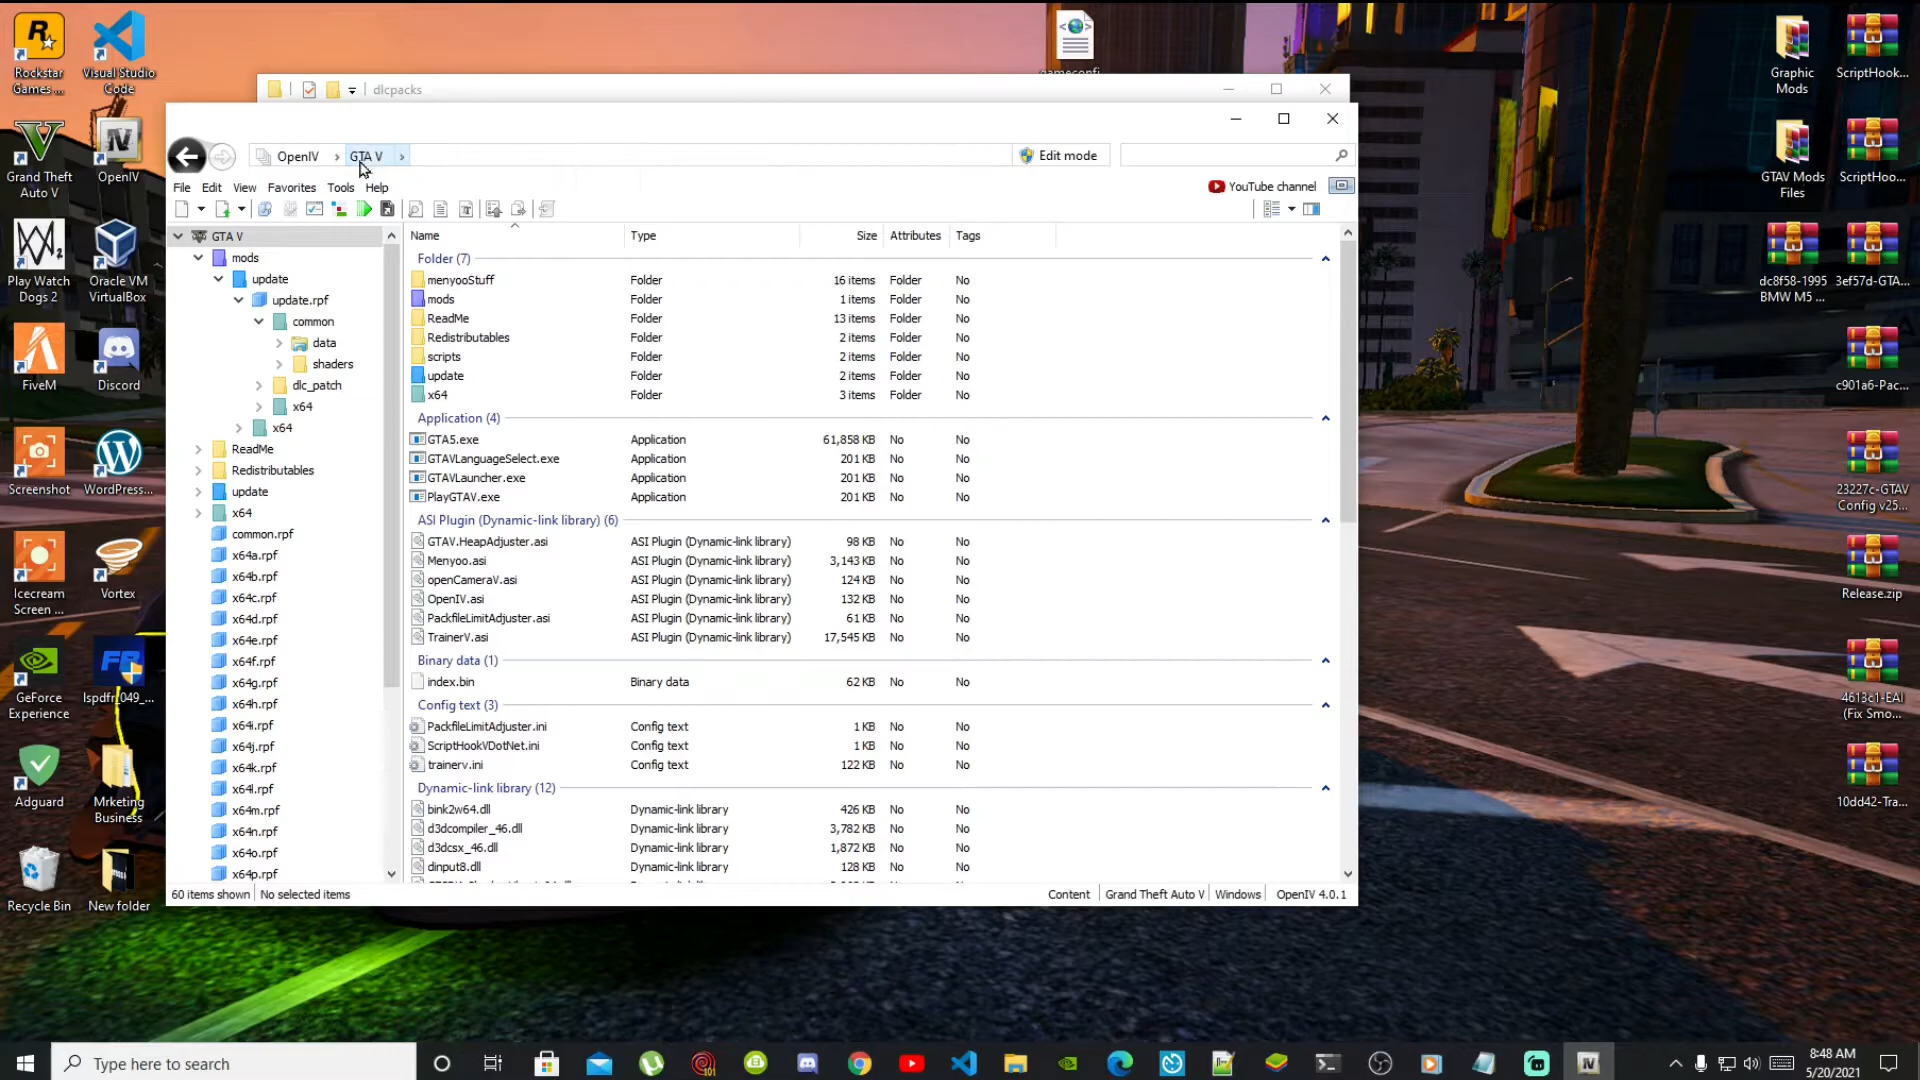 Rockstar
Games ...
Visual Studio
Code
gameconfi
Graphic
Mods
ScriptHook...
dlcpacks
OpenIV
GTA V
Edit mode
Grand Theft
Auto V
OpenIV
GTAV Mods
Files
ScriptHoo...
File Edit View Favorites Tools Help
YouTube channel
GTA V
mods
update
update.rpf
common
data
shaders
dlc_patch
x64
x64
ReadMe
Redistributables
update
x64
common.rpf
x64a.rpf
x64b.rpf
x64c.rpf
x64d.rpf
x64e.rpf
x64f.rpf
x64g.rpf
x64h.rpf
x64i.rpf
x64j.rpf
x64k.rpf
x64l.rpf
x64m.rpf
x64n.rpf
x64o.rpf
x64p.rpf
Name Type Size Attributes Tags
Folder (7)
menyooStuff Folder 16 items Folder No
mods Folder 1 items Folder No
ReadMe Folder 13 items Folder No
Redistributables Folder 2 items Folder No
scripts Folder 2 items Folder No
update Folder 2 items Folder No
x64 Folder 3 items Folder No
Application (4)
GTA5.exe Application 61,858 KB No No
GTAVLanguageSelect.exe Application 201 KB No No
GTAVLauncher.exe Application 201 KB No No
PlayGTAV.exe Application 201 KB No No
ASI Plugin (Dynamic-link library) (6)
GTAV.HeapAdjuster.asi ASI Plugin (Dynamic-link library) 98 KB No No
Menyoo.asi ASI Plugin (Dynamic-link library) 3,143 KB No No
openCameraV.asi ASI Plugin (Dynamic-link library) 124 KB No No
OpenIV.asi ASI Plugin (Dynamic-link library) 132 KB No No
PackfileLimitAdjuster.asi ASI Plugin (Dynamic-link library) 61 KB No No
TrainerV.asi ASI Plugin (Dynamic-link library) 17,545 KB No No
Binary data (1)
index.bin Binary data 62 KB No No
Config text (3)
PackfileLimitAdjuster.ini Config text 1 KB No No
ScriptHookVDotNet.ini Config text 1 KB No No
trainerv.ini Config text 122 KB No No
Dynamic-link library (12)
bink2w64.dll Dynamic-link library 426 KB No No
d3dcompiler_46.dll Dynamic-link library 3,782 KB No No
d3dcsx_46.dll Dynamic-link library 1,872 KB No No
dinput8.dll Dynamic-link library 128 KB No No
60 items shown No selected items Content Grand Theft Auto V Windows OpenIV 4.0.1
Play Watch
Dogs 2
Oracle VM
VirtualBox
dc8f58-1995
BMW M5 ...
3ef57d-GTA...
FiveM
Discord
c901a6-Pac...
Screenshot
WordPress...
23227c-GTAV
Config v25...
Icecream
Screen ...
Vortex
Release.zip
GeForce
Experience
FR
lspdfr_049_...
4613c1-EAI
(Fix Smo...
Adguard
Mrketing
Business
10dd42-Tra...
Recycle Bin
New folder
Type here to search
8:48 AM
5/20/2021